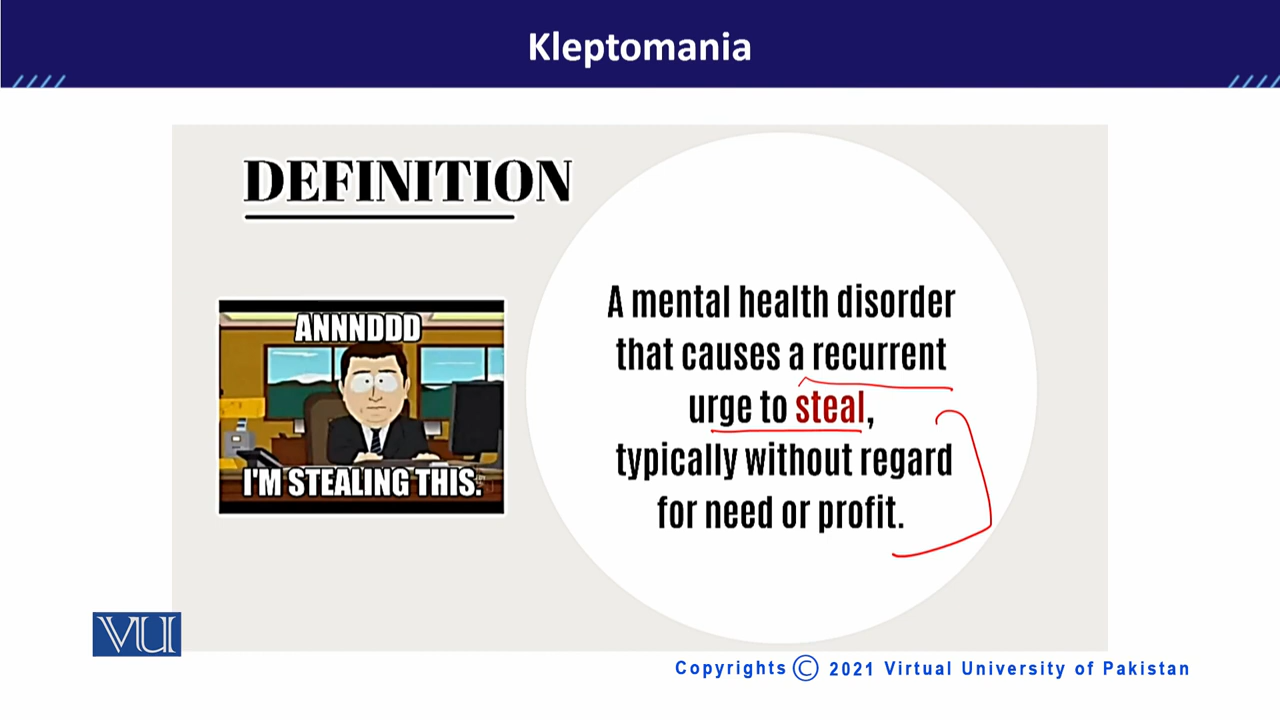 Kleptomania
DEFINITION
ANNNDDD
I'M STEALING THIS.
A mental health disorder
that causes a recurrent
urge to steal,
typically without regard
for need or profit.
VU
Copyrights © 2021 Virtual University of Pakistan